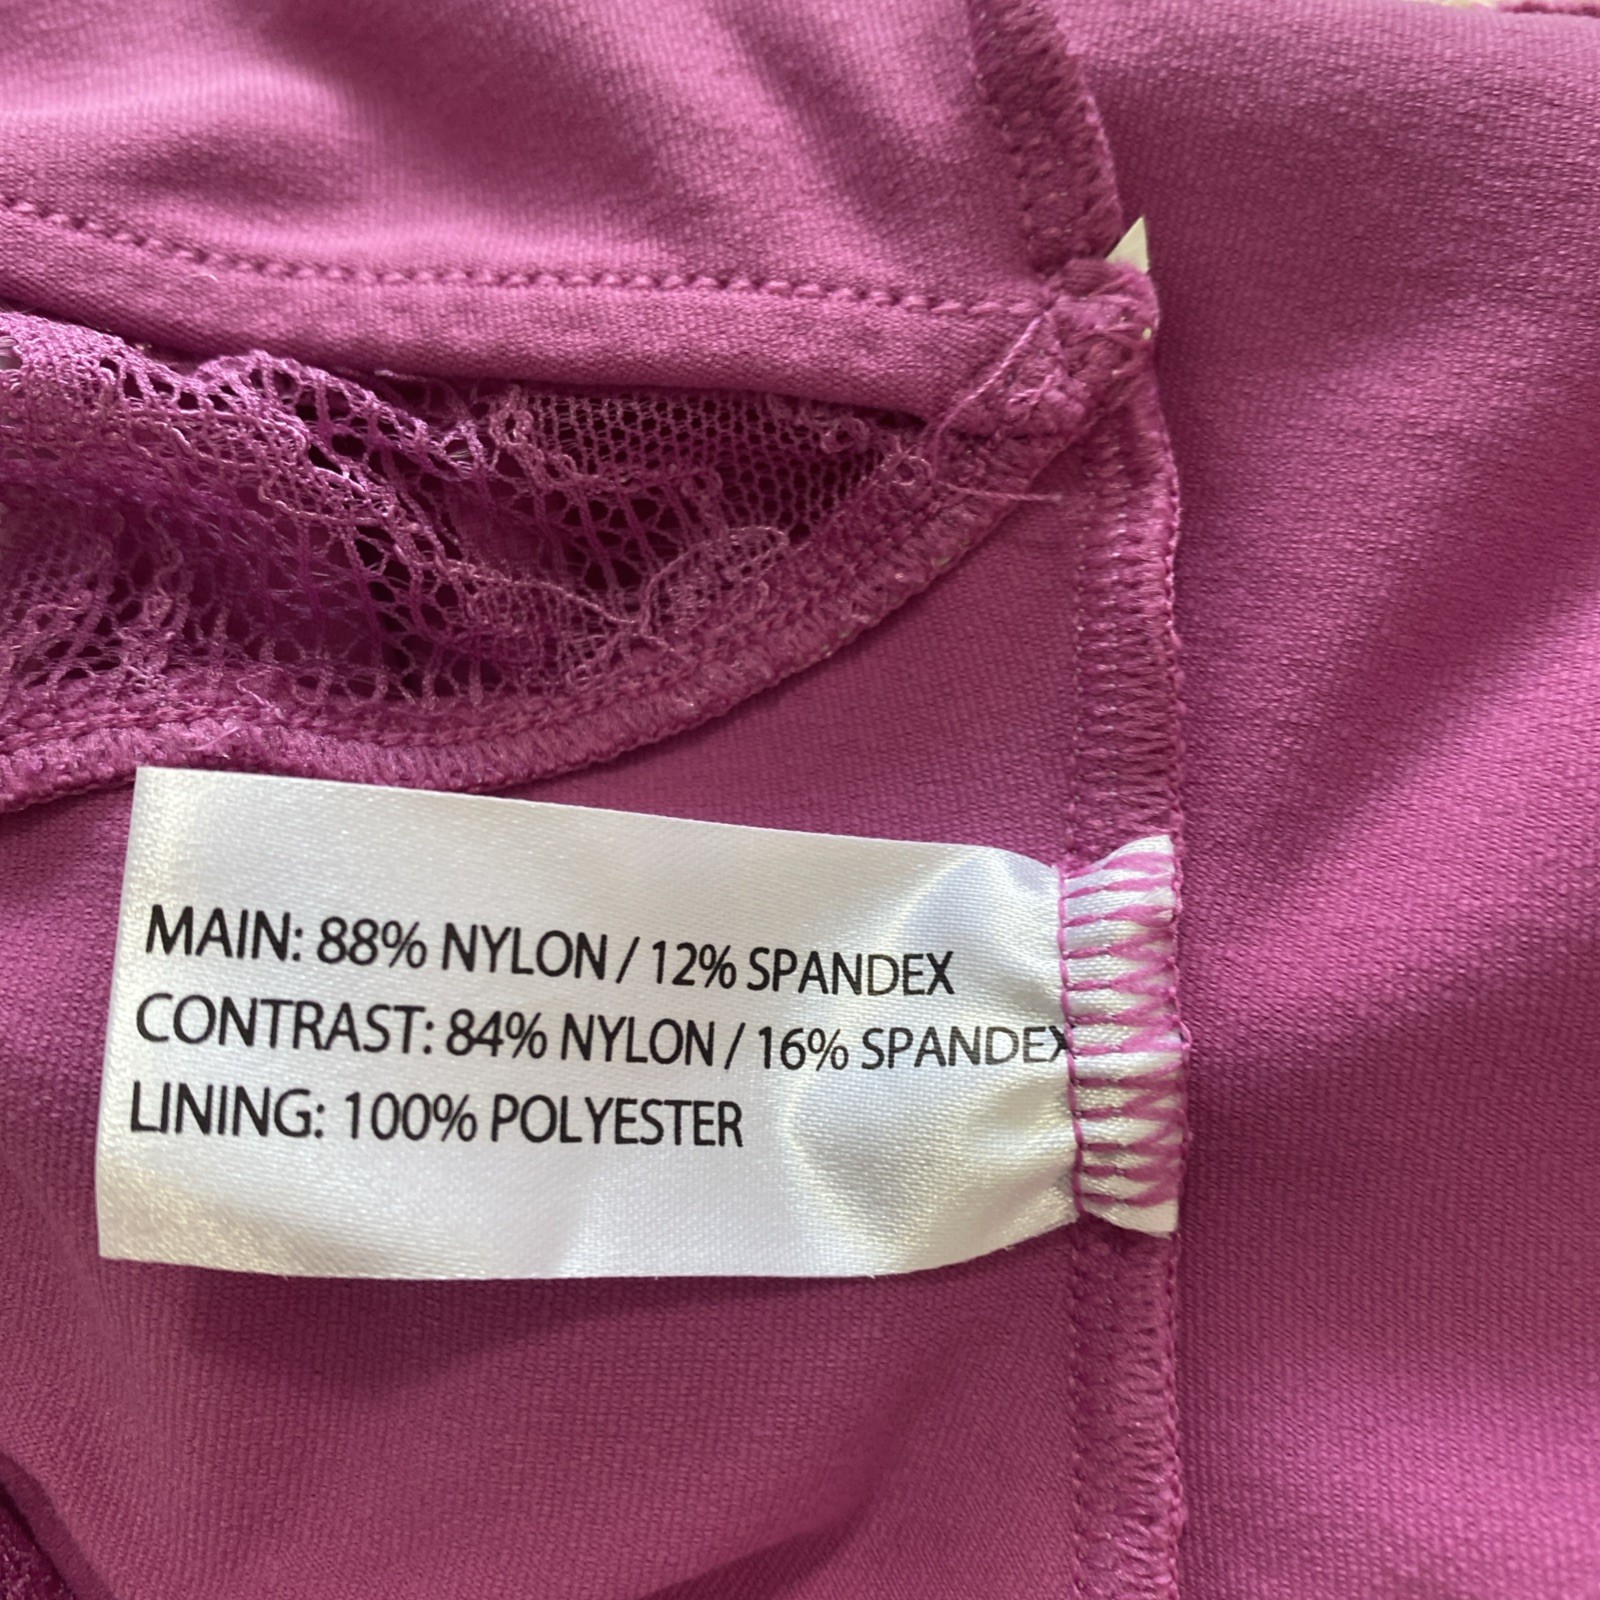 MAIN: 88% NYLON / 12% SPANDEX
CONTRAST: 84% NYLON / 16% SPANDEX
LINING: 100% POLYESTER